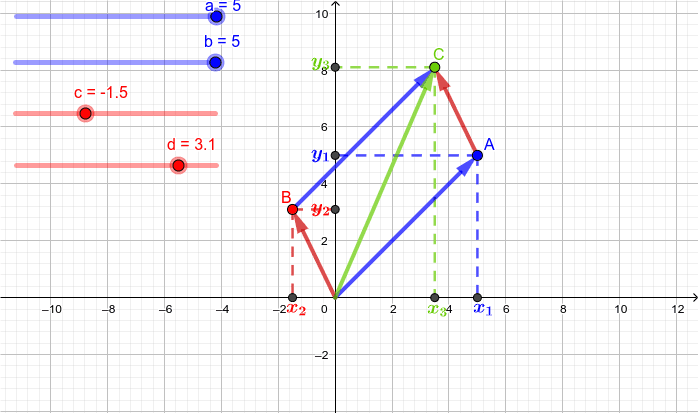 a = 5
10
b = 5
C
y₃
8
c = -1.5
6
d = 3.1
A
y₁
4
B
y₂
2
–10
–8
–6
–4
–2
0
2
4
6
8
10
12
x₂
x₃
x₁
–2